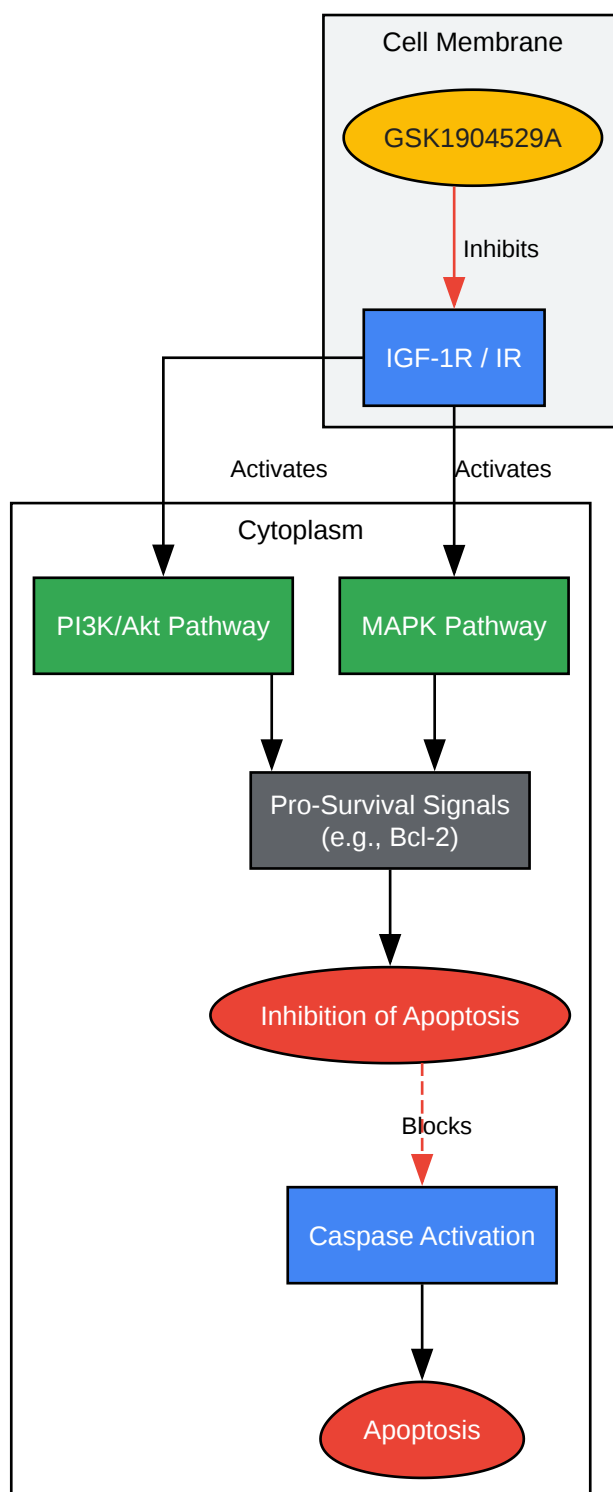 Cell Membrane
GSK1904529A
Inhibits
IGF-1R / IR
Activates
Activates
Cytoplasm
PI3K/Akt Pathway
MAPK Pathway
Pro-Survival Signals
(e.g., Bcl-2)
Inhibition of Apoptosis
Blocks
Caspase Activation
Apoptosis